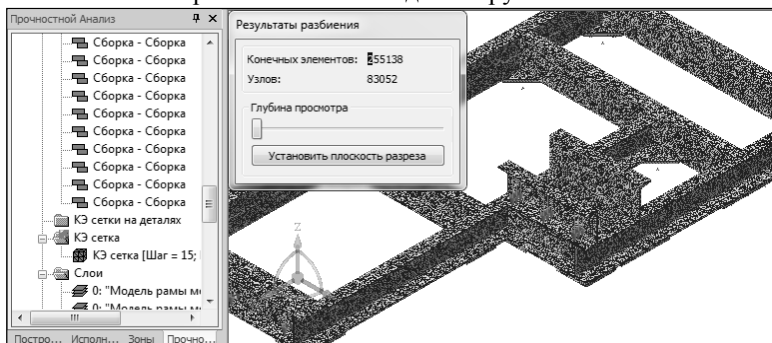 Прочностной Анализ
Сборка - Сборка
Сборка - Сборка
Сборка - Сборка
Сборка - Сборка
Сборка - Сборка
Сборка - Сборка
Сборка - Сборка
Сборка - Сборка
Сборка - Сборка
Сборка - Сборка
КЭ сетки на деталях
КЭ сетка
КЭ сетка [Шаг = 15;
Слои
0: "Модель рамы м
0: "Модель рамы м
Постро... Исполн... Зоны Прочно...
Результаты разбиения
Конечных элементов: 255138
Узлов: 83052
Глубина просмотра
Установить плоскость разреза
Z